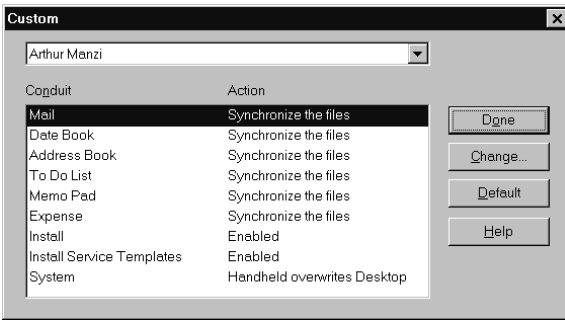 Custom
Arthur Manzi
Conduit Action
Mail Synchronize the files
Date Book Synchronize the files
Address Book Synchronize the files
To Do List Synchronize the files
Memo Pad Synchronize the files
Expense Synchronize the files
Install Enabled
Install Service Templates Enabled
System Handheld overwrites Desktop
Done
Change...
Default
Help